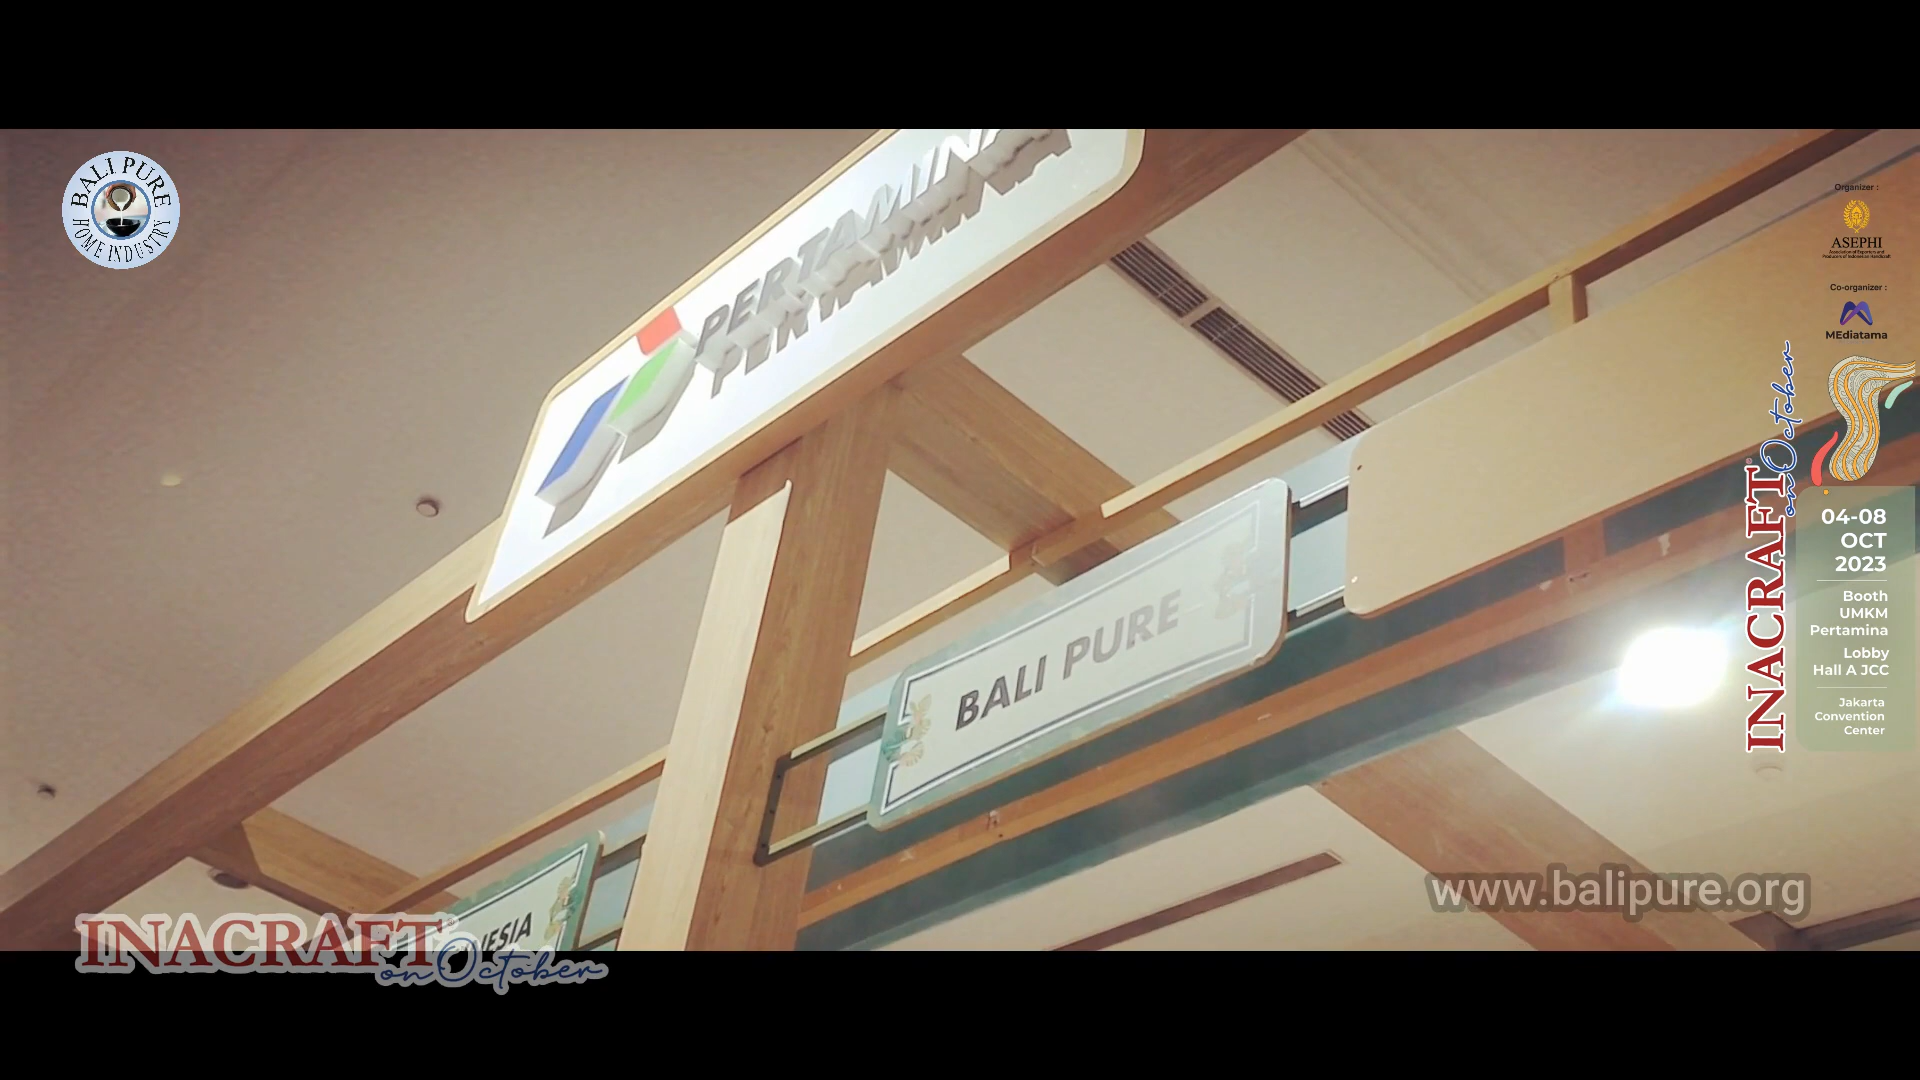 BALI PURE
HOME INDUSTRY
PERTAMINA
BALI PURE
Organizer :
ASEPHI
Co-organizer :
MEdiatama
INACRAFT
on October
04-08
OCT
2023
Booth
UMKM
Pertamina
Lobby
Hall A JCC
Jakarta
Convention
Center
www.balipure.org
INACRAFT
on October